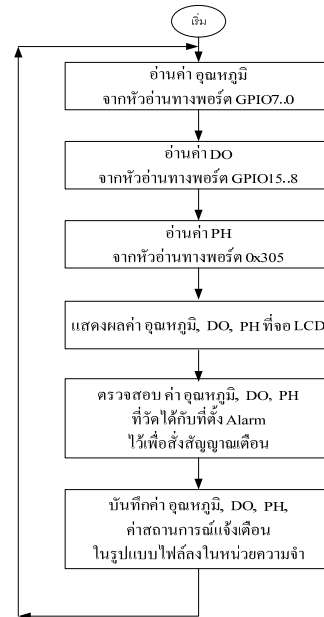 เริ่ม
อ่านค่า อุณหภูมิ
จากหัวอ่านทางพอร์ต GPIO7..0
อ่านค่า DO
จากหัวอ่านทางพอร์ต GPIO15..8
อ่านค่า PH
จากหัวอ่านทางพอร์ต 0x305
แสดงผลค่า อุณหภูมิ, DO, PH ที่จอ LCD
ตรวจสอบ ค่า อุณหภูมิ, DO, PH
ที่วัดได้กับที่ตั้ง Alarm
ไว้เพื่อสั่งสัญญาณเตือน
บันทึกค่า อุณหภูมิ, DO, PH,
ค่าสถานการณ์แจ้งเตือน
ในรูปแบบไฟล์ลงในหน่วยความจำ